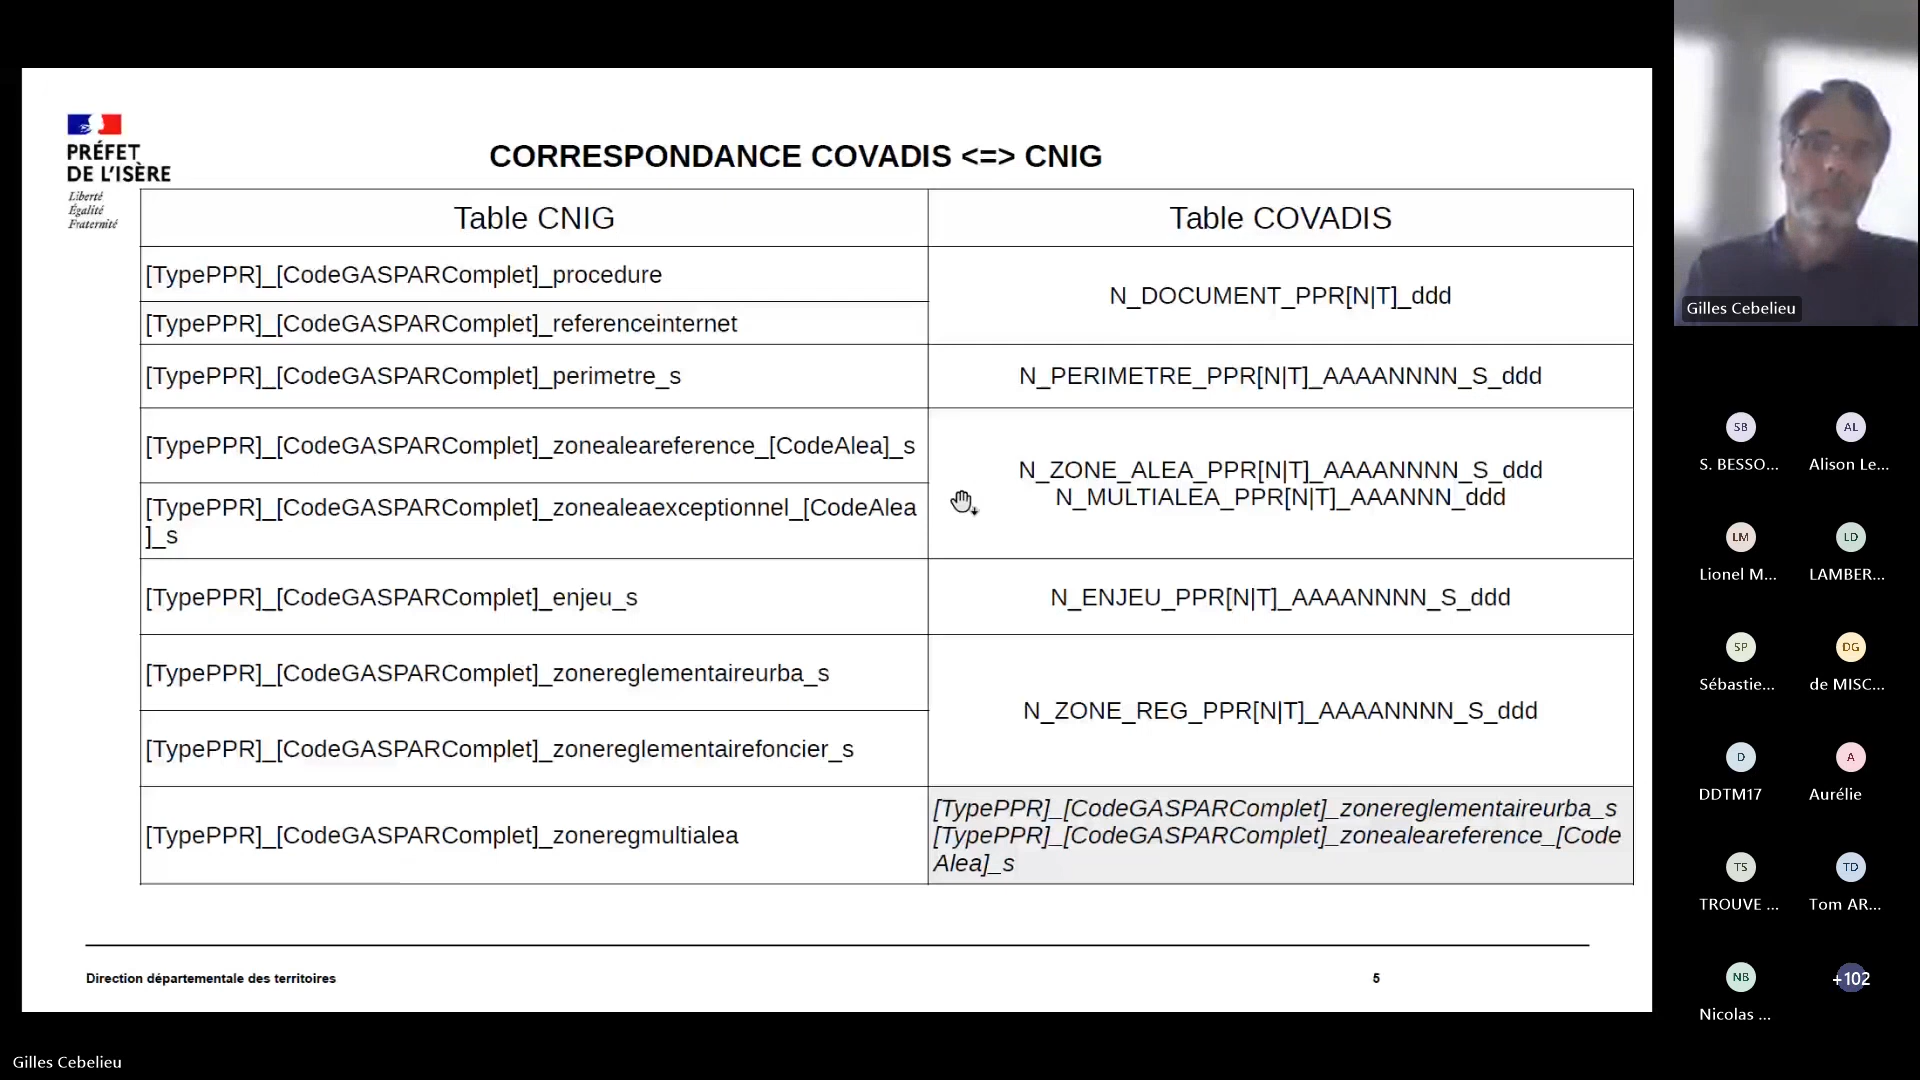 PRÉFET
DE L'ISÈRE
Liberté
Égalité
Fraternité
CORRESPONDANCE COVADIS <=> CNIG
Table CNIG
Table COVADIS
[TypePPR]_[CodeGASPARComplet]_procedure
N_DOCUMENT_PPR[N|T]_ddd
[TypePPR]_[CodeGASPARComplet]_referenceinternet
[TypePPR]_[CodeGASPARComplet]_perimetre_s
N_PERIMETRE_PPR[N|T]_AAAANNNN_S_ddd
[TypePPR]_[CodeGASPARComplet]_zonealeareference_[CodeAlea]_s
N_ZONE_ALEA_PPR[N|T]_AAAANNNN_S_ddd
N_MULTIALEA_PPR[N|T]_AAANNN_ddd
[TypePPR]_[CodeGASPARComplet]_zonealeaexceptionnel_[CodeAlea
]_s
[TypePPR]_[CodeGASPARComplet]_enjeu_s
N_ENJEU_PPR[N|T]_AAAANNNN_S_ddd
[TypePPR]_[CodeGASPARComplet]_zonereglementaireurba_s
N_ZONE_REG_PPR[N|T]_AAAANNNN_S_ddd
[TypePPR]_[CodeGASPARComplet]_zonereglementairefoncier_s
[TypePPR]_[CodeGASPARComplet]_zoneregmultialea
[TypePPR]_[CodeGASPARComplet]_zonereglementaireurba_s
[TypePPR]_[CodeGASPARComplet]_zonealeareference_[Code
Alea]_s
Direction départementale des territoires
5
Gilles Cebelieu
SB
AL
S. BESSO...
Alison Le...
LM
LD
Lionel M...
LAMBER...
SP
DG
Sébastie...
de MISC...
D
A
DDTM17
Aurélie
TS
TD
TROUVE ...
Tom AR...
NB
+102
Nicolas ...
Gilles Cebelieu